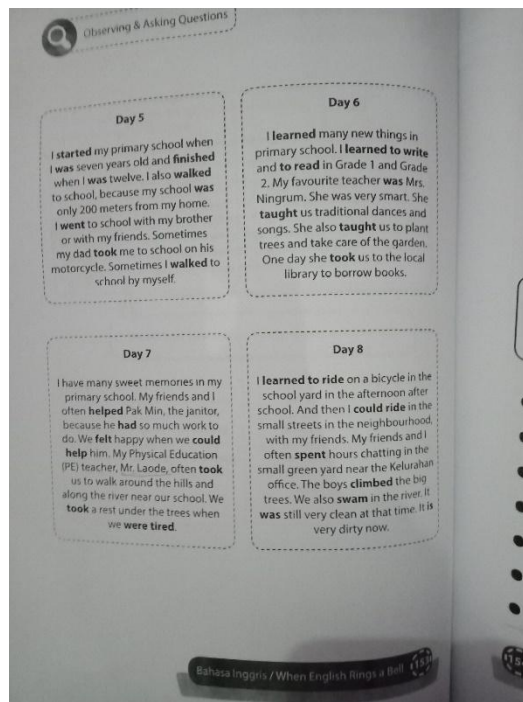 Observing & Asking Questions
Day 5
I started my primary school when
I was seven years old and finished
when I was twelve. I also walked
to school, because my school was
only 200 meters from my home.
I went to school with my brother
or with my friends. Sometimes
my dad took me to school on his
motorcycle. Sometimes I walked to
school by myself.
Day 6
I learned many new things in
primary school. I learned to write
and to read in Grade 1 and Grade
2. My favourite teacher was Mrs.
Ningrum. She was very smart. She
taught us traditional dances and
songs. She also taught us to plant
trees and take care of the garden.
One day she took us to the local
library to borrow books.
Day 7
I have many sweet memories in my
primary school. My friends and I
often helped Pak Min, the janitor,
because he had so much work to
do. We felt happy when we could
help him. My Physical Education
(PE) teacher, Mr. Laode, often took
us to walk around the hills and
along the river near our school. We
took a rest under the trees when
we were tired.
Day 8
I learned to ride on a bicycle in the
school yard in the afternoon after
school. And then I could ride in the
small streets in the neighbourhood,
with my friends. My friends and I
often spent hours chatting in the
small green yard near the Kelurahan
office. The boys climbed the big
trees. We also swam in the river. It
was still very clean at that time. It is
very dirty now.
Bahasa Inggris / When English Rings a Bell